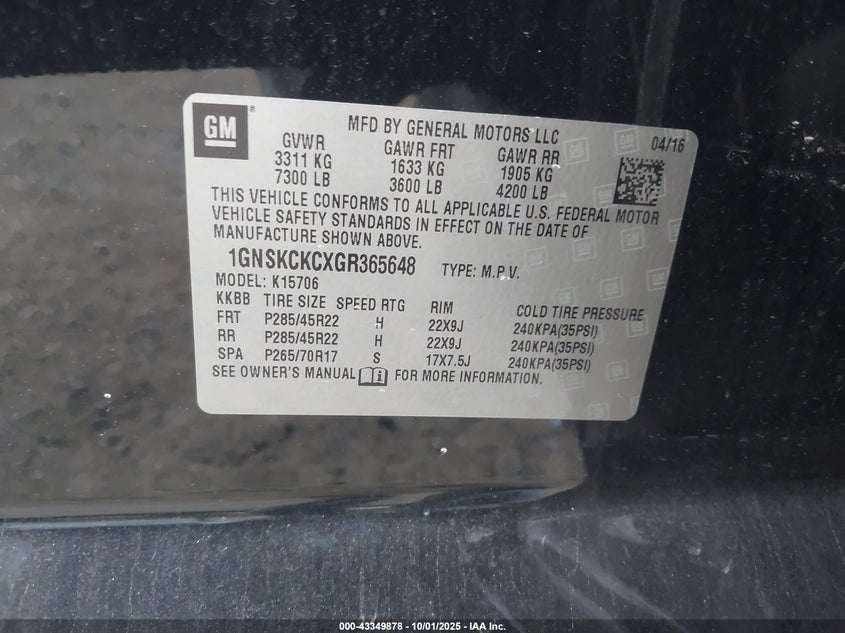 GM ®
MFD BY GENERAL MOTORS LLC
04/16
GVWR GAWR FRT GAWR RR
3311 KG 1633 KG 1905 KG
7300 LB 3600 LB 4200 LB
THIS VEHICLE CONFORMS TO ALL APPLICABLE U.S. FEDERAL MOTOR
VEHICLE SAFETY STANDARDS IN EFFECT ON THE DATE OF
MANUFACTURE SHOWN ABOVE.
1GNSKCKCXGR365648 TYPE: M.P.V.
MODEL: K15706
KKBB TIRE SIZE SPEED RTG RIM COLD TIRE PRESSURE
FRT P285/45R22 H 22X9J 240KPA(35PSI)
RR P285/45R22 H 22X9J 240KPA(35PSI)
SPA P265/70R17 S 17X7.5J 240KPA(35PSI)
SEE OWNER'S MANUAL i FOR MORE INFORMATION.
000-43349878 - 10/01/2025 - IAA Inc.